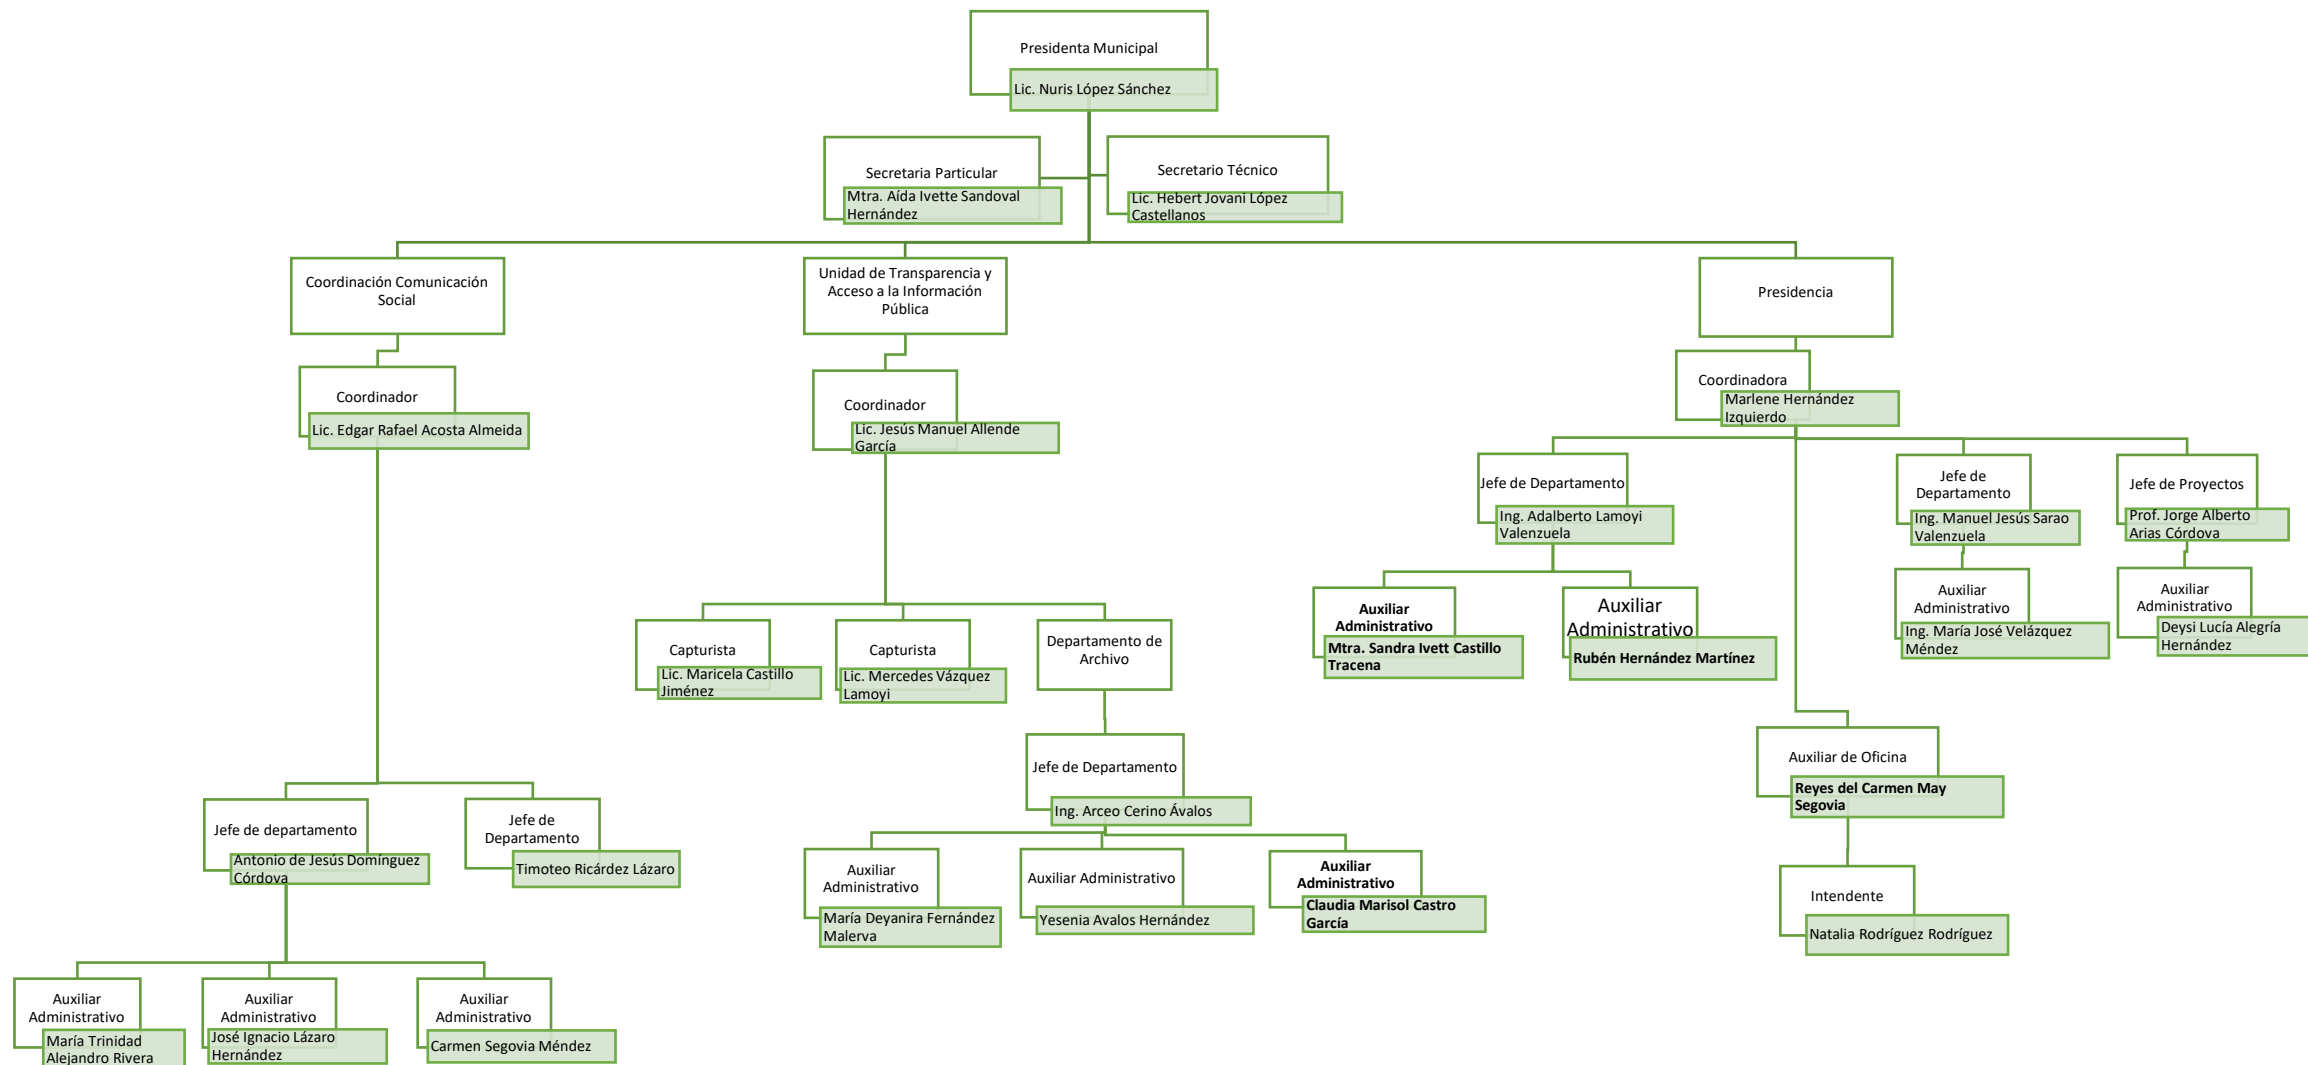 Presidenta Municipal
Lic. Nuris López Sánchez
Secretaria Particular
Mtra. Aída Ivette Sandoval
Hernández
Secretario Técnico
Lic. Hebert Jovani López
Castellanos
Coordinación Comunicación
Social
Unidad de Transparencia y
Acceso a la Información
Pública
Presidencia
Coordinador
Lic. Edgar Rafael Acosta Almeida
Coordinador
Lic. Jesús Manuel Allende
García
Coordinadora
Marlene Hernández
Izquierdo
Jefe de Departamento
Ing. Adalberto Lamoyi
Valenzuela
Jefe de
Departamento
Ing. Manuel Jesús Sarao
Valenzuela
Jefe de Proyectos
Prof. Jorge Alberto
Arias Córdova
Auxiliar
Administrativo
Mtra. Sandra Ivett Castillo
Tracena
Auxiliar
Administrativo
Rubén Hernández Martínez
Auxiliar
Administrativo
Ing. María José Velázquez
Méndez
Auxiliar
Administrativo
Deysi Lucía Alegría
Hernández
Capturista
Lic. Maricela Castillo
Jiménez
Capturista
Lic. Mercedes Vázquez
Lamoyi
Departamento de
Archivo
Jefe de Departamento
Ing. Arceo Cerino Ávalos
Auxiliar de Oficina
Reyes del Carmen May
Segovia
Jefe de departamento
Antonio de Jesús Domínguez
Córdova
Jefe de
Departamento
Timoteo Ricárdez Lázaro
Auxiliar
Administrativo
María Deyanira Fernández
Malerva
Auxiliar Administrativo
Yesenia Avalos Hernández
Auxiliar
Administrativo
Claudia Marisol Castro
García
Intendente
Natalia Rodríguez Rodríguez
Auxiliar
Administrativo
María Trinidad
Alejandro Rivera
Auxiliar
Administrativo
José Ignacio Lázaro
Hernández
Auxiliar
Administrativo
Carmen Segovia Méndez